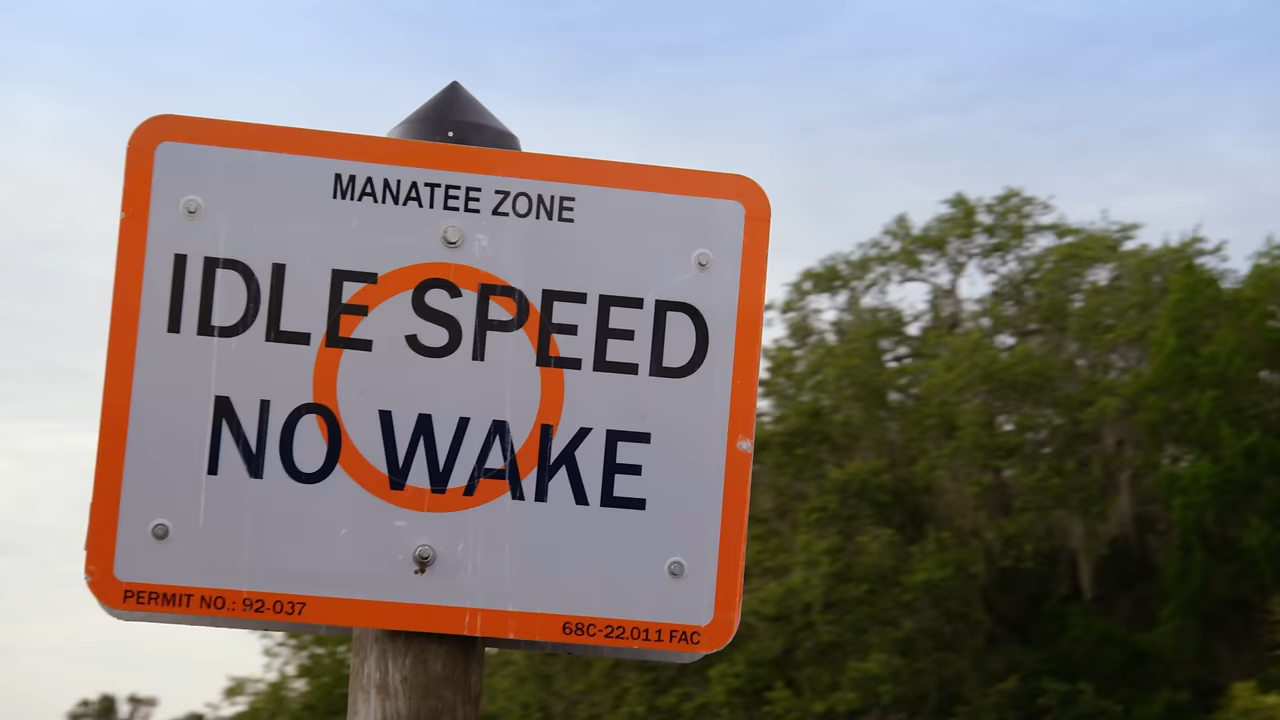 MANATEE ZONE
IDLE SPEED
NO WAKE
PERMIT NO.: 92-037
68C-22.011 FAC